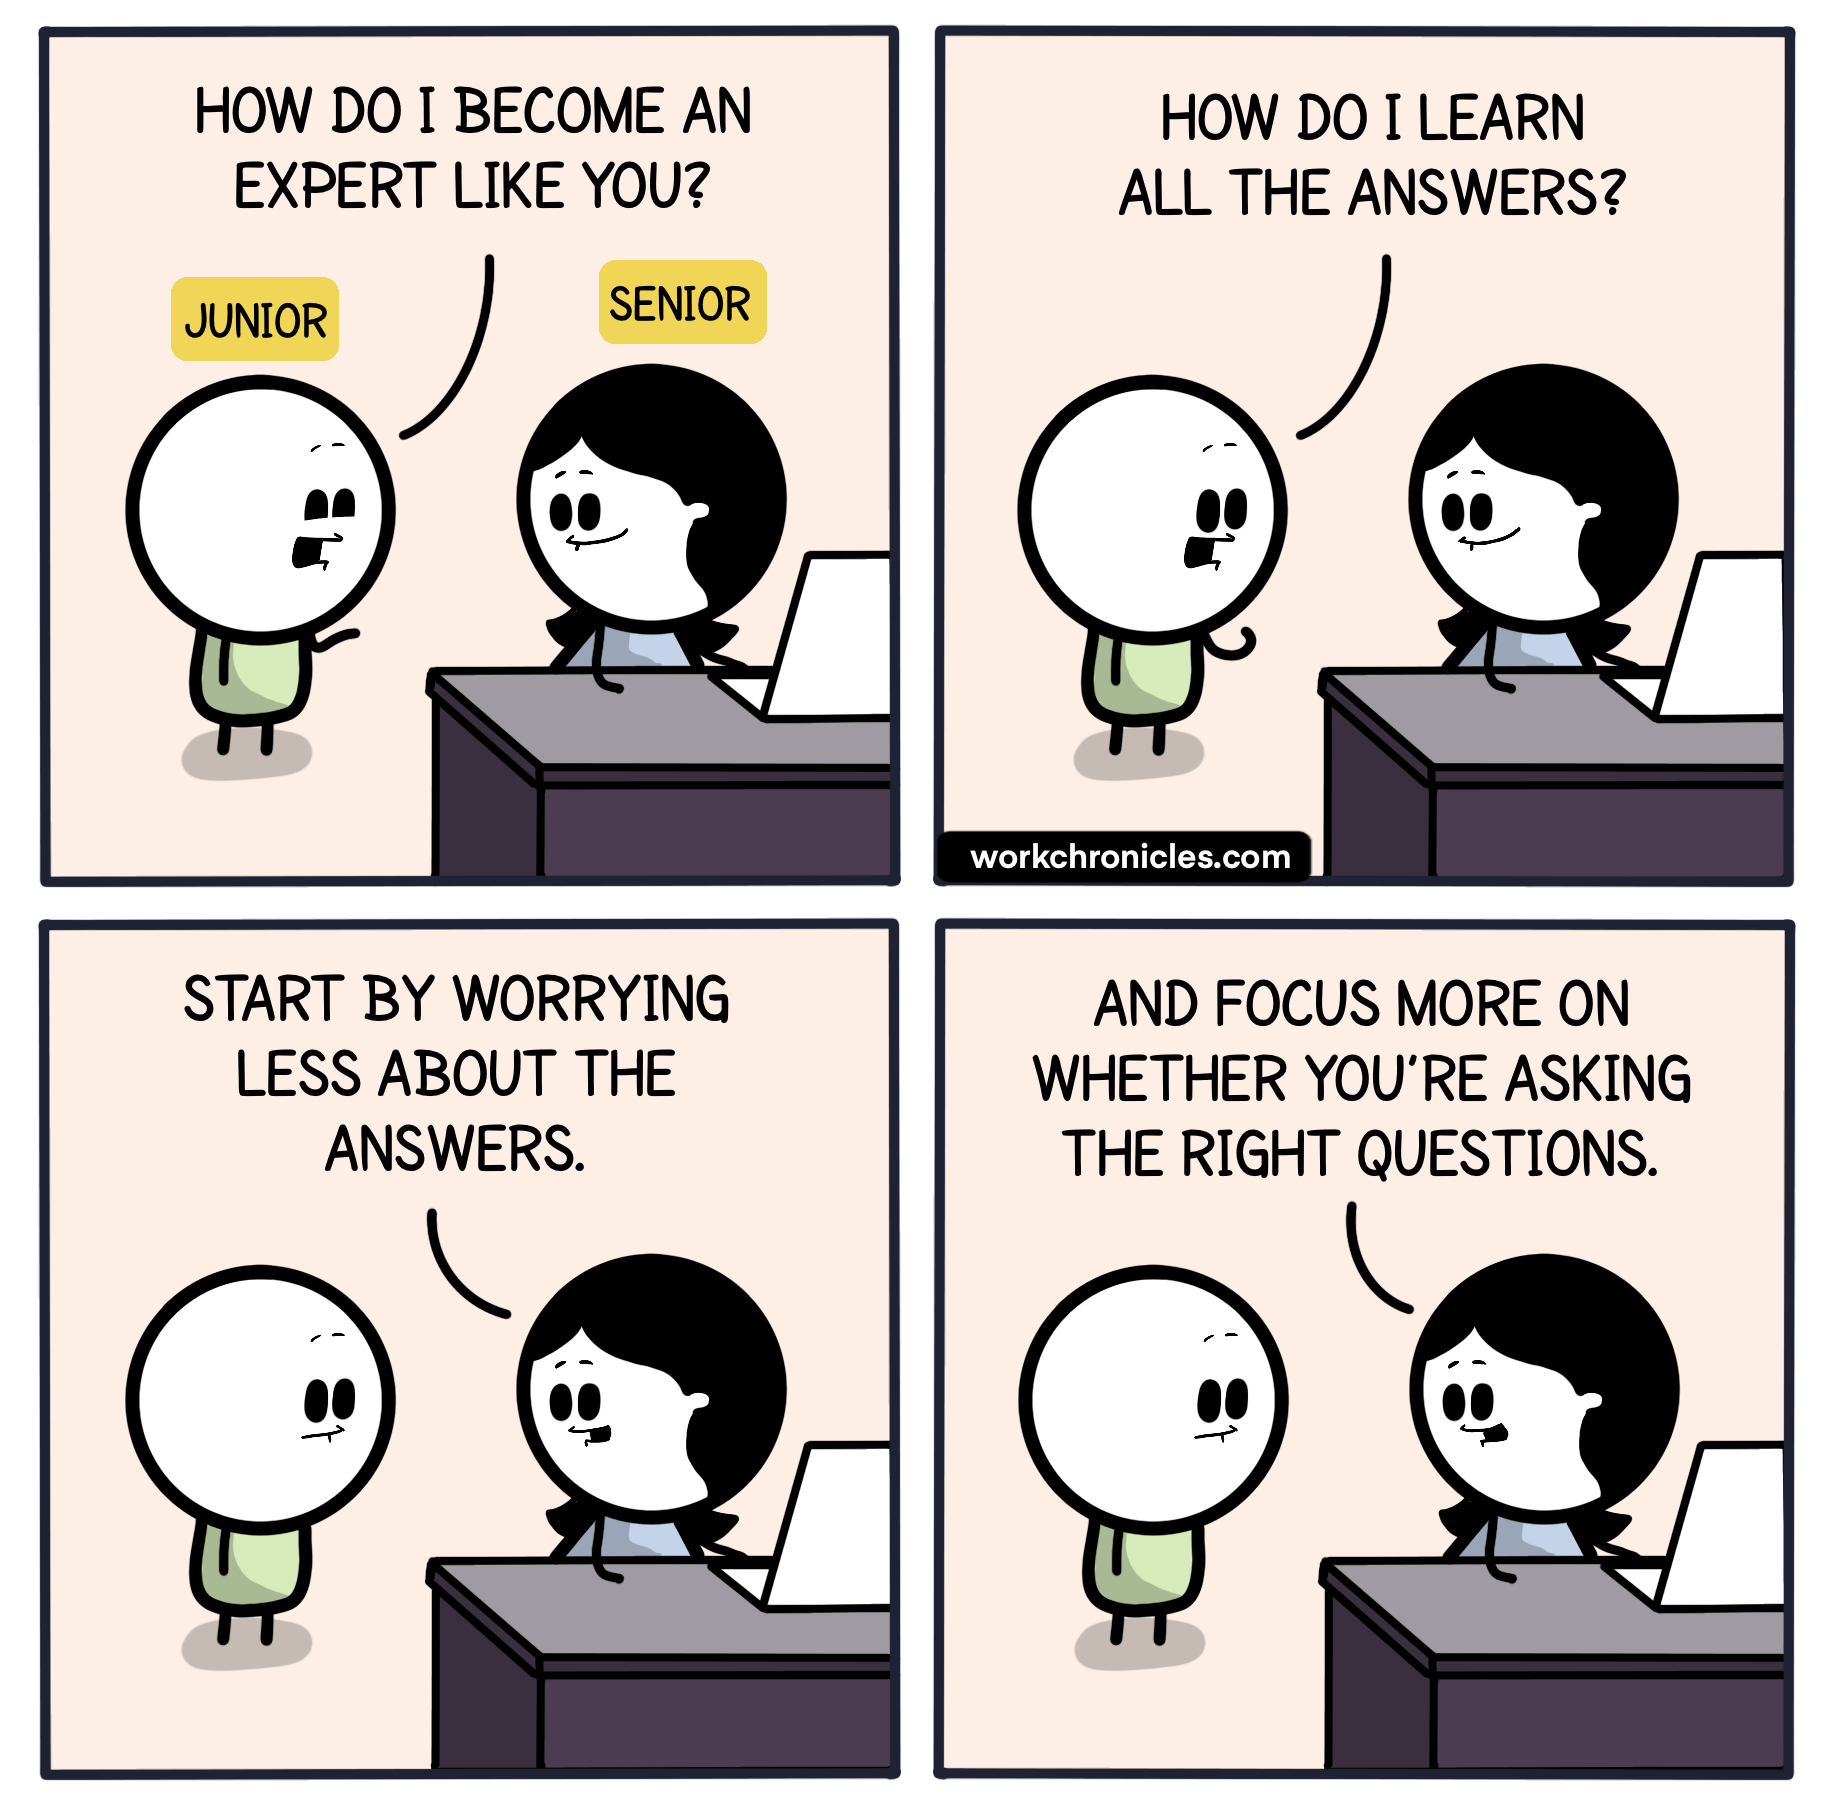 HOW DO I BECOME AN
EXPERT LIKE YOU?
JUNIOR
SENIOR
HOW DO I LEARN
ALL THE ANSWERS?
workchronicles.com
START BY WORRYING
LESS ABOUT THE
ANSWERS.
AND FOCUS MORE ON
WHETHER YOU'RE ASKING
THE RIGHT QUESTIONS.